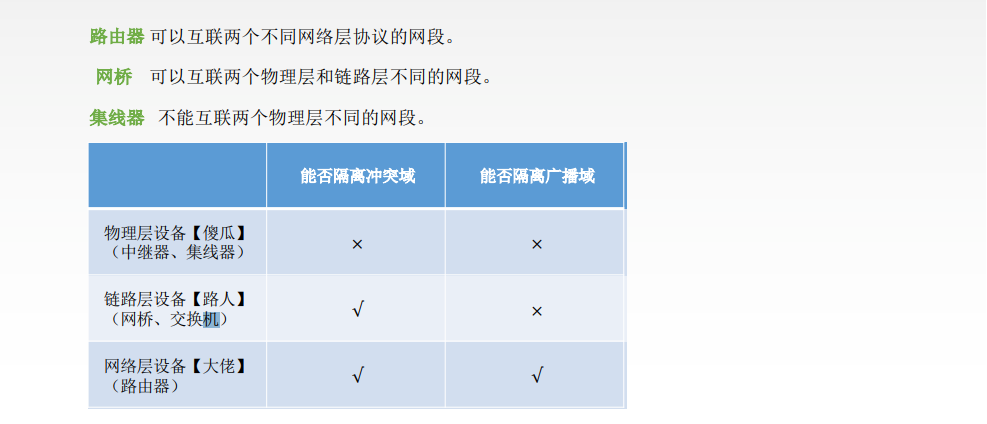 路由器 可以互联两个不同网络层协议的网段。
网桥 可以互联两个物理层和链路层不同的网段。
集线器 不能互联两个物理层不同的网段。
能否隔离冲突域 能否隔离广播域
物理层设备【傻瓜】
（中继器、集线器） × ×
链路层设备【路人】
（网桥、交换机） √ ×
网络层设备【大佬】
（路由器） √ √